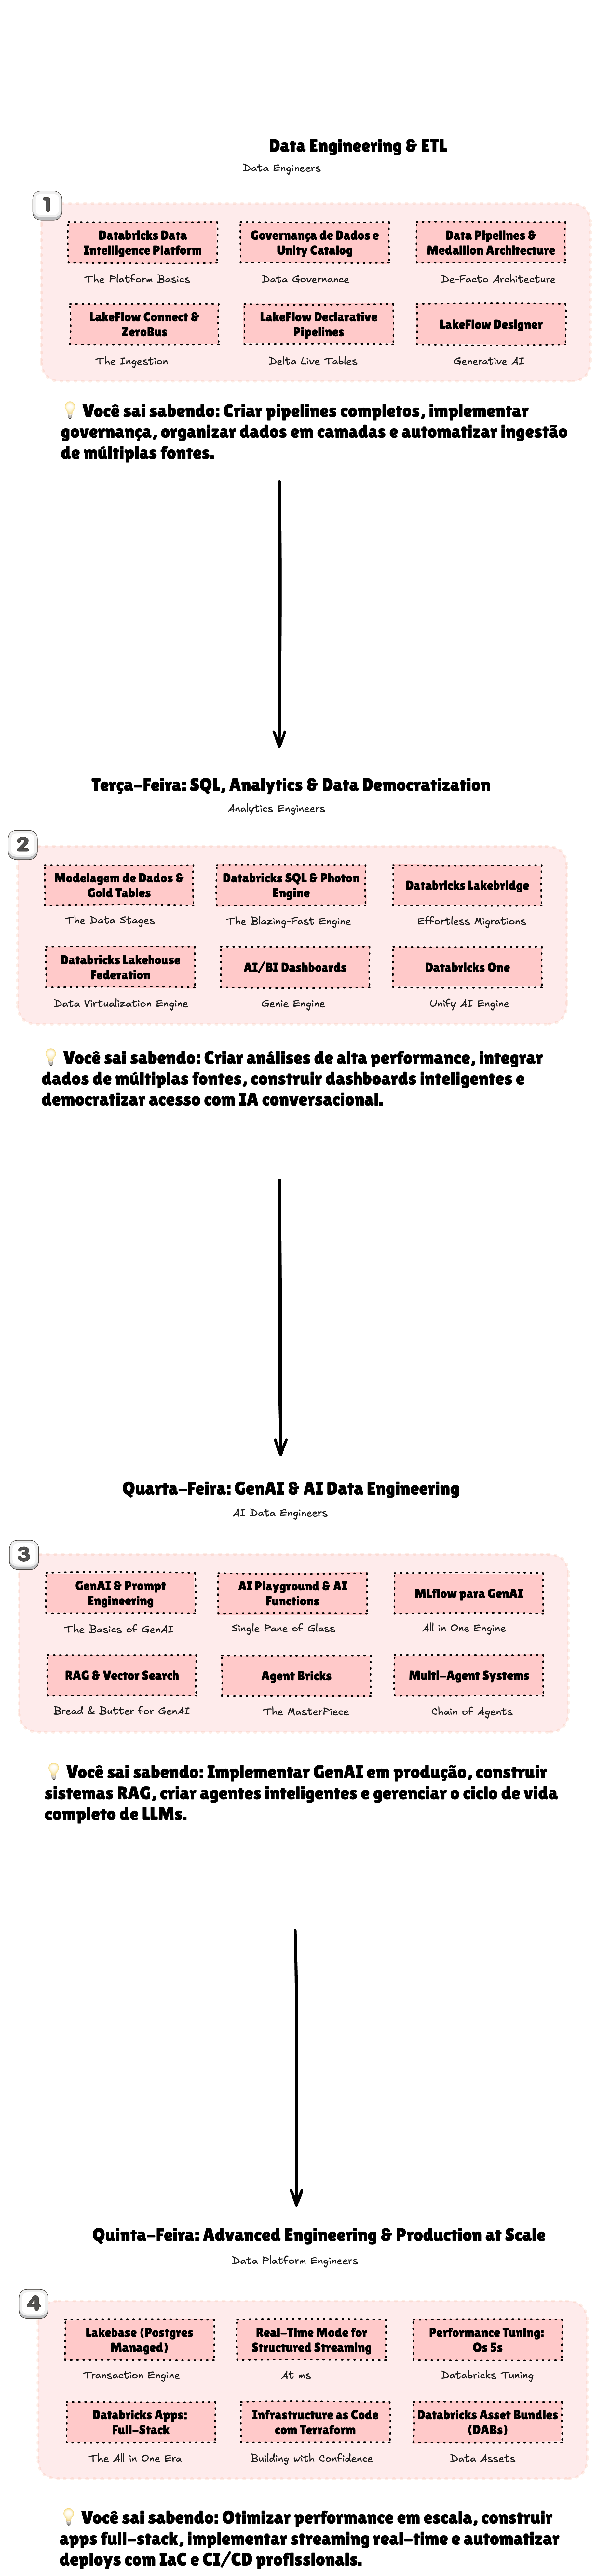 Data Engineering & ETL
Data Engineers
1
Databricks Data
Intelligence Platform
The Platform Basics
Governança de Dados e
Unity Catalog
Data Governance
Data Pipelines &
Medallion Architecture
De-Facto Architecture
LakeFlow Connect &
ZeroBus
The Ingestion
LakeFlow Declarative
Pipelines
Delta Live Tables
LakeFlow Designer
Generative AI
💡 Você sai sabendo: Criar pipelines completos, implementar
governança, organizar dados em camadas e automatizar ingestão
de múltiplas fontes.
Terça-Feira: SQL, Analytics & Data Democratization
Analytics Engineers
2
Modelagem de Dados &
Gold Tables
The Data Stages
Databricks SQL & Photon
Engine
The Blazing-Fast Engine
Databricks Lakebridge
Effortless Migrations
Databricks Lakehouse
Federation
Data Virtualization Engine
AI/BI Dashboards
Genie Engine
Databricks One
Unify AI Engine
💡 Você sai sabendo: Criar análises de alta performance, integrar
dados de múltiplas fontes, construir dashboards inteligentes e
democratizar acesso com IA conversacional.
Quarta-Feira: GenAI & AI Data Engineering
AI Data Engineers
3
GenAI & Prompt
Engineering
The Basics of GenAI
AI Playground & AI
Functions
Single Pane of Glass
MLflow para GenAI
All in One Engine
RAG & Vector Search
Bread & Butter for GenAI
Agent Bricks
The MasterPiece
Multi-Agent Systems
Chain of Agents
💡 Você sai sabendo: Implementar GenAI em produção, construir
sistemas RAG, criar agentes inteligentes e gerenciar o ciclo de vida
completo de LLMs.
Quinta-Feira: Advanced Engineering & Production at Scale
Data Platform Engineers
4
Lakebase (Postgres
Managed)
Transaction Engine
Real-Time Mode for
Structured Streaming
At ms
Performance Tuning:
Os 5s
Databricks Tuning
Databricks Apps:
Full-Stack
The All in One Era
Infrastructure as Code
com Terraform
Building with Confidence
Databricks Asset Bundles
(DABs)
Data Assets
💡 Você sai sabendo: Otimizar performance em escala, construir
apps full-stack, implementar streaming real-time e automatizar
deploys com IaC e CI/CD profissionais.